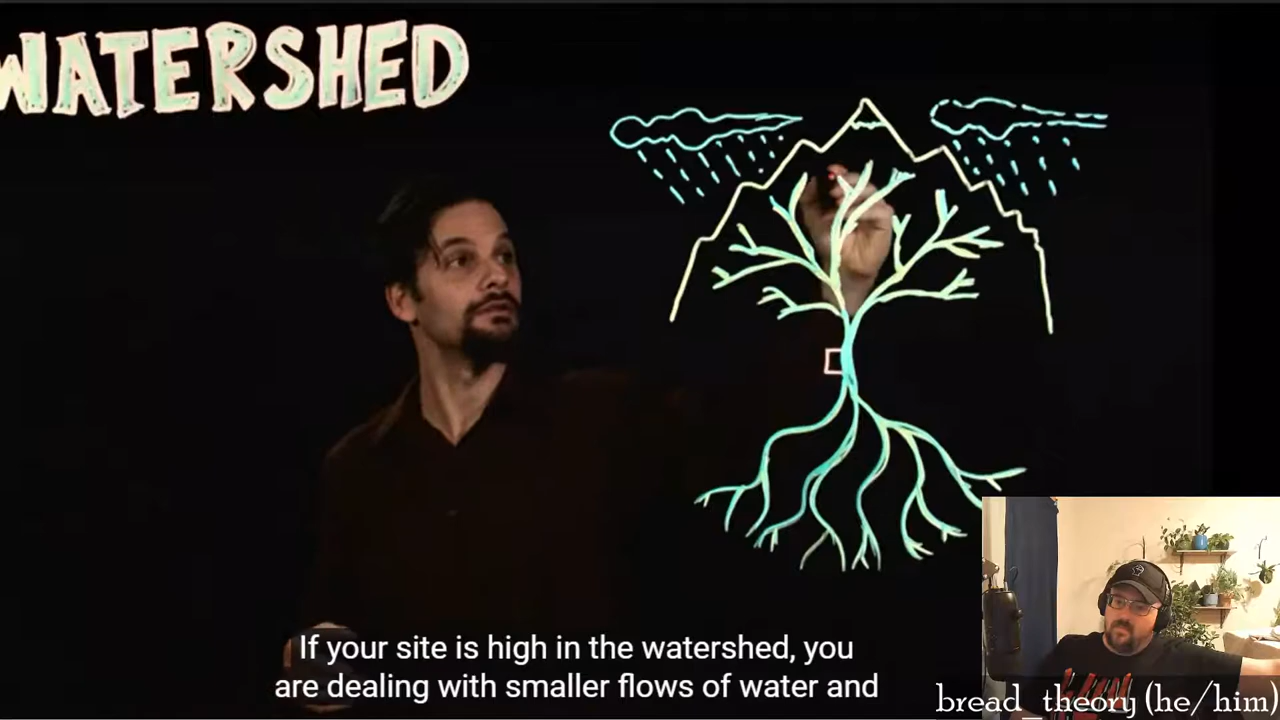 WATERSHED
If your site is high in the watershed, you
are dealing with smaller flows of water and
bread_theory (he/him)